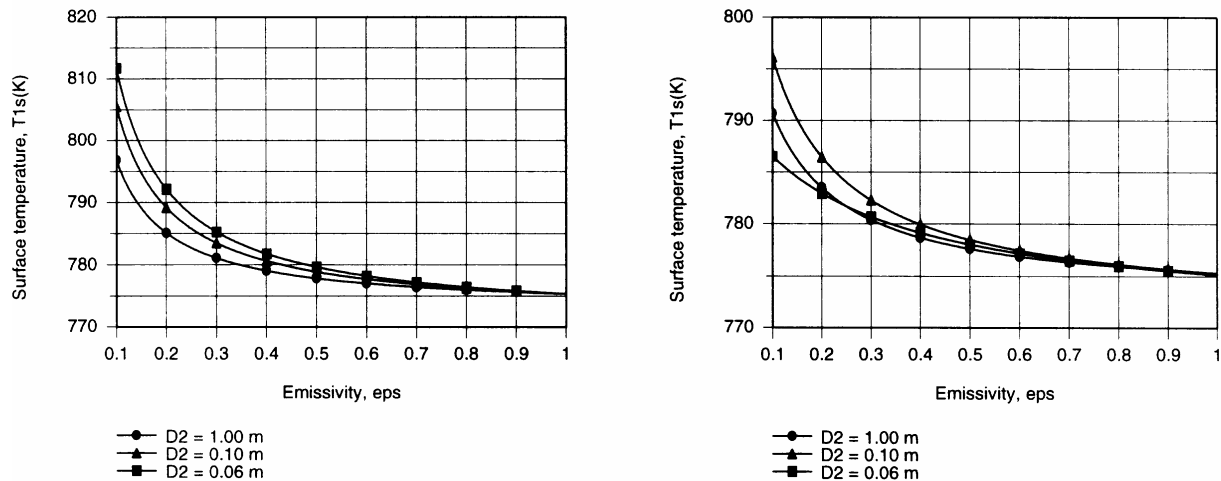 820
810
800
790
780
770
Surface temperature, T1s(K)
0.1 0.2 0.3 0.4 0.5 0.6 0.7 0.8 0.9 1
Emissivity, eps
D2 = 1.00 m
D2 = 0.10 m
D2 = 0.06 m
800
790
780
770
Surface temperature, T1s(K)
0.1 0.2 0.3 0.4 0.5 0.6 0.7 0.8 0.9 1
Emissivity, eps
D2 = 1.00 m
D2 = 0.10 m
D2 = 0.06 m